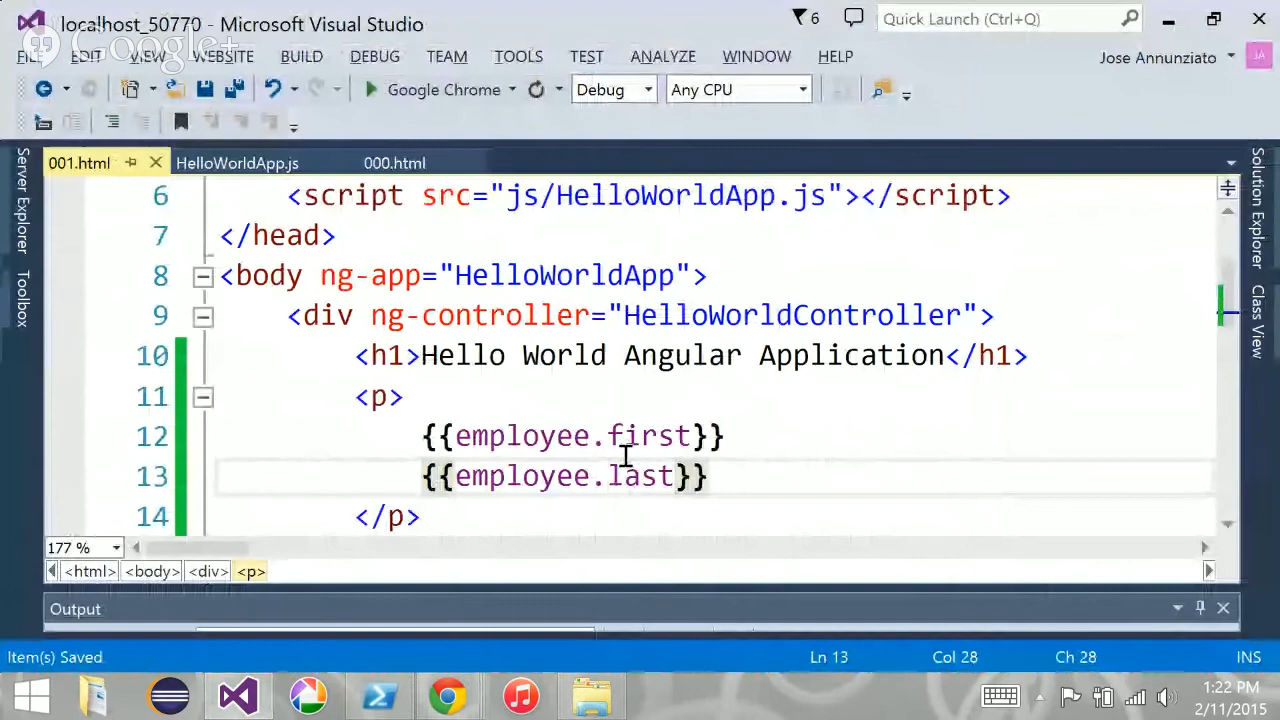 localhost_50770 - Microsoft Visual Studio
6
Quick Launch (Ctrl+Q)
Google+
FILE EDIT VIEW WEBSITE BUILD DEBUG TEAM TOOLS TEST ANALYZE WINDOW HELP
Jose Annunziato
JA
Google Chrome
Debug
Any CPU
001.html
HelloWorldApp.js
000.html
Server Explorer
Toolbox
Solution Explorer
Class View
6 <script src="js/HelloWorldApp.js"></script>
7 </head>
8 <body ng-app="HelloWorldApp">
9 <div ng-controller="HelloWorldController">
10 <h1>Hello World Angular Application</h1>
11 <p>
12 {{employee.first}}
13 {{employee.last}}
14 </p>
177 %
<html> <body> <div> <p>
Output
Item(s) Saved
Ln 13
Col 28
Ch 28
INS
1:22 PM
2/11/2015